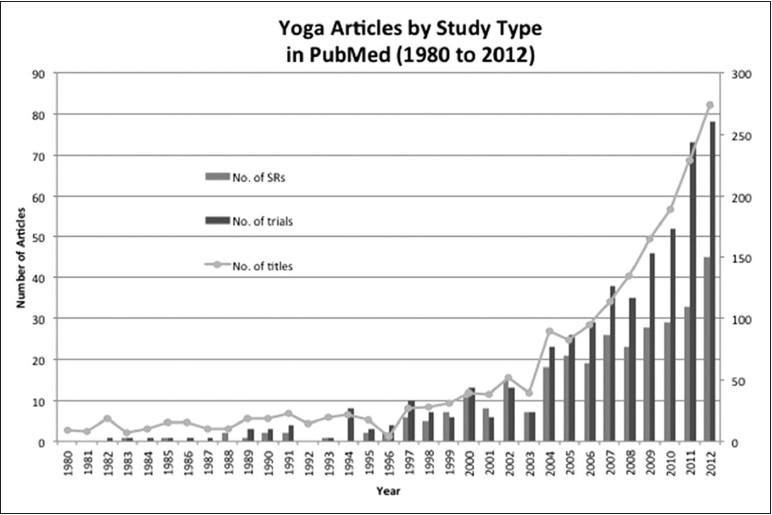 Yoga Articles by Study Type
in PubMed (1980 to 2012)
90
80
70
60
50
40
30
20
10
0
Number of Articles
No. of SRs
No. of trials
No. of titles
300
250
200
150
100
50
0
1980 1981 1982 1983 1984 1985 1986 1987 1988 1989 1990 1991 1992 1993 1994 1995 1996 1997 1998 1999 2000 2001 2002 2003 2004 2005 2006 2007 2008 2009 2010 2011 2012
Year